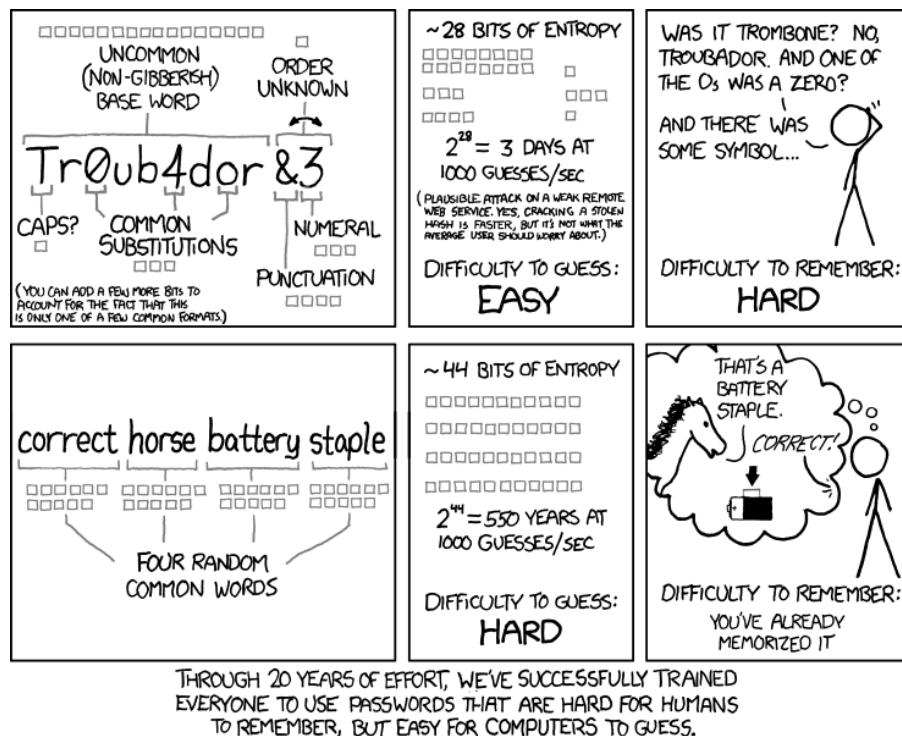 UNCOMMON
(NON-GIBBERISH)
BASE WORD
ORDER
UNKNOWN
Tr0ub4dor &3
CAPS?
COMMON
SUBSTITUTIONS
NUMERAL
PUNCTUATION
(YOU CAN ADD A FEW MORE BITS TO
ACCOUNT FOR THE FACT THAT THIS
IS ONLY ONE OF A FEW COMMON FORMATS.)
~28 BITS OF ENTROPY
2^28 = 3 DAYS AT
1000 GUESSES/SEC
(PLAUSIBLE ATTACK ON A WEAK REMOTE
WEB SERVICE. YES, CRACKING A STOLEN
HASH IS FASTER, BUT IT'S NOT WHAT THE
AVERAGE USER SHOULD WORRY ABOUT.)
DIFFICULTY TO GUESS:
EASY
WAS IT TROMBONE? NO,
TROUBADOR. AND ONE OF
THE Os WAS A ZERO?
AND THERE WAS
SOME SYMBOL...
DIFFICULTY TO REMEMBER:
HARD
correct horse battery staple
FOUR RANDOM
COMMON WORDS
~44 BITS OF ENTROPY
2^44 = 550 YEARS AT
1000 GUESSES/SEC
DIFFICULTY TO GUESS:
HARD
THAT'S A
BATTERY
STAPLE.
CORRECT!
DIFFICULTY TO REMEMBER:
YOU'VE ALREADY
MEMORIZED IT
THROUGH 20 YEARS OF EFFORT, WE'VE SUCCESSFULLY TRAINED
EVERYONE TO USE PASSWORDS THAT ARE HARD FOR HUMANS
TO REMEMBER, BUT EASY FOR COMPUTERS TO GUESS.